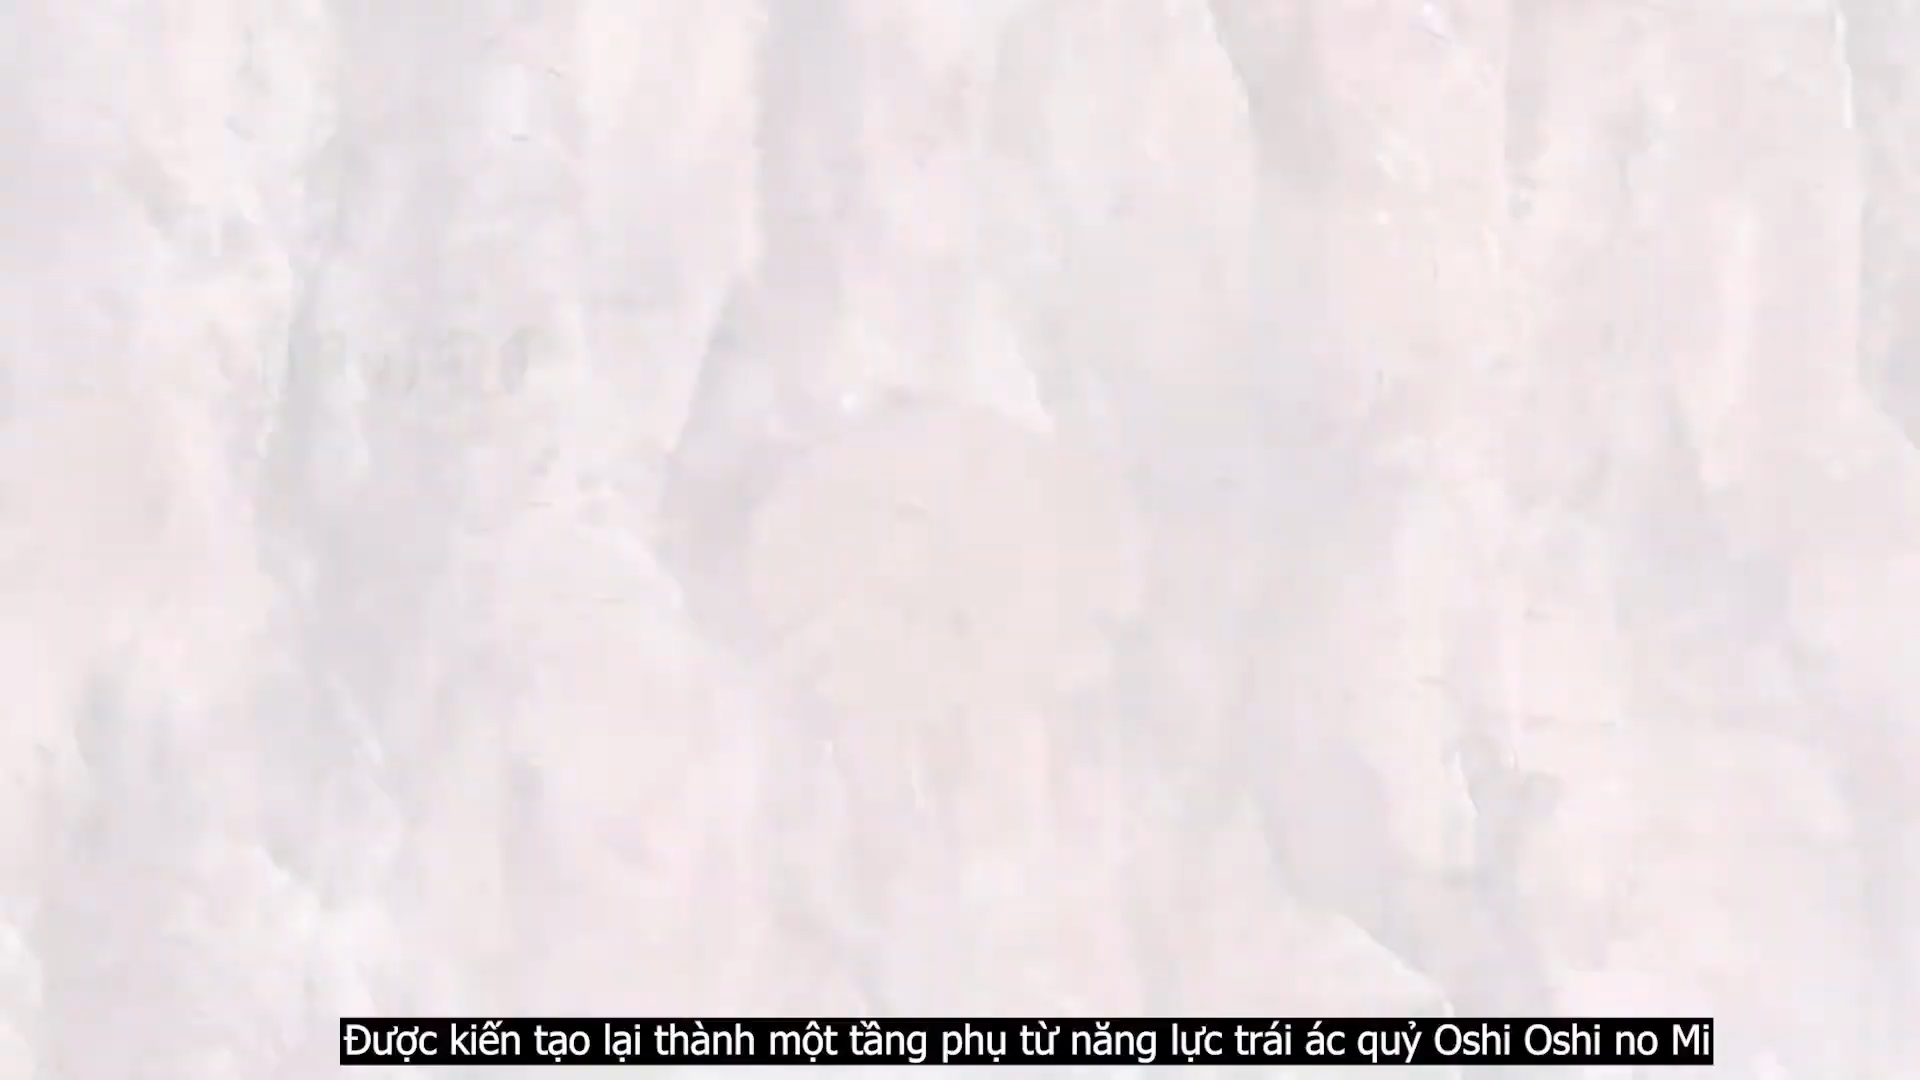 Được kiến tạo lại thành một tầng phụ từ năng lực trái ác quỷ Oshi Oshi no Mi